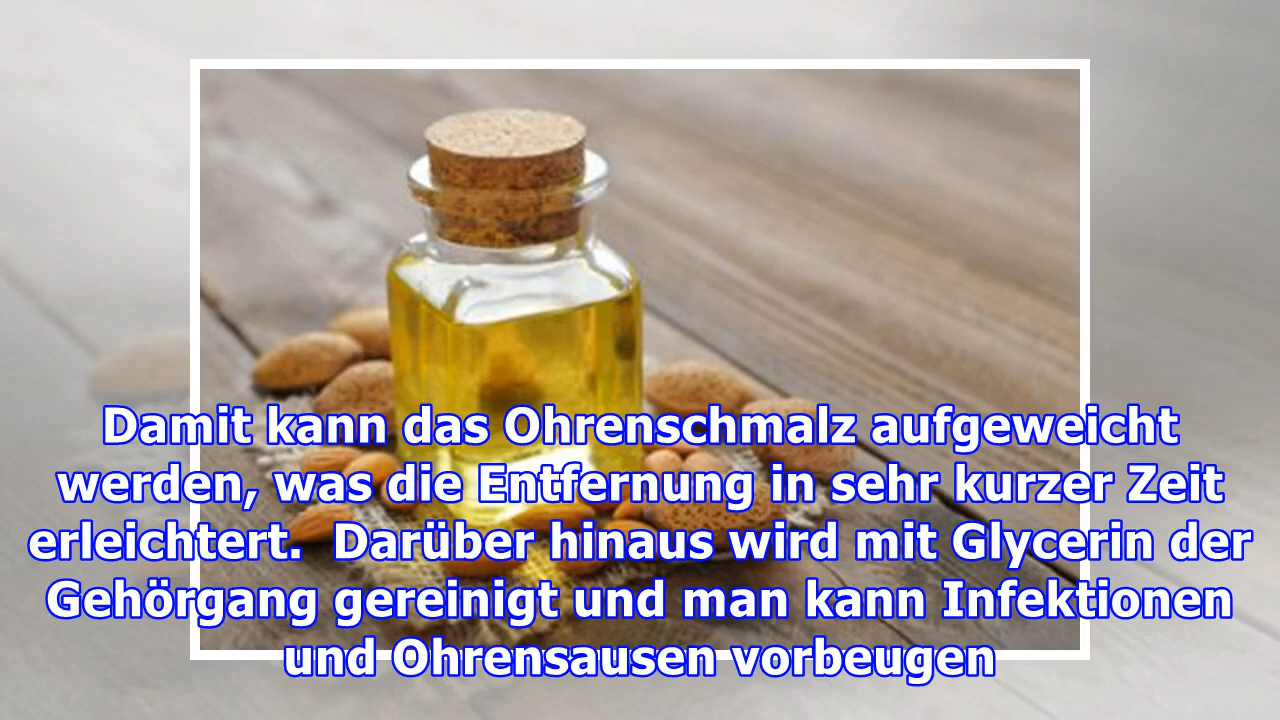 Damit kann das Ohrenschmalz aufgeweicht
werden, was die Entfernung in sehr kurzer Zeit
erleichtert.  Darüber hinaus wird mit Glycerin der
Gehörgang gereinigt und man kann Infektionen
und Ohrensausen vorbeugen